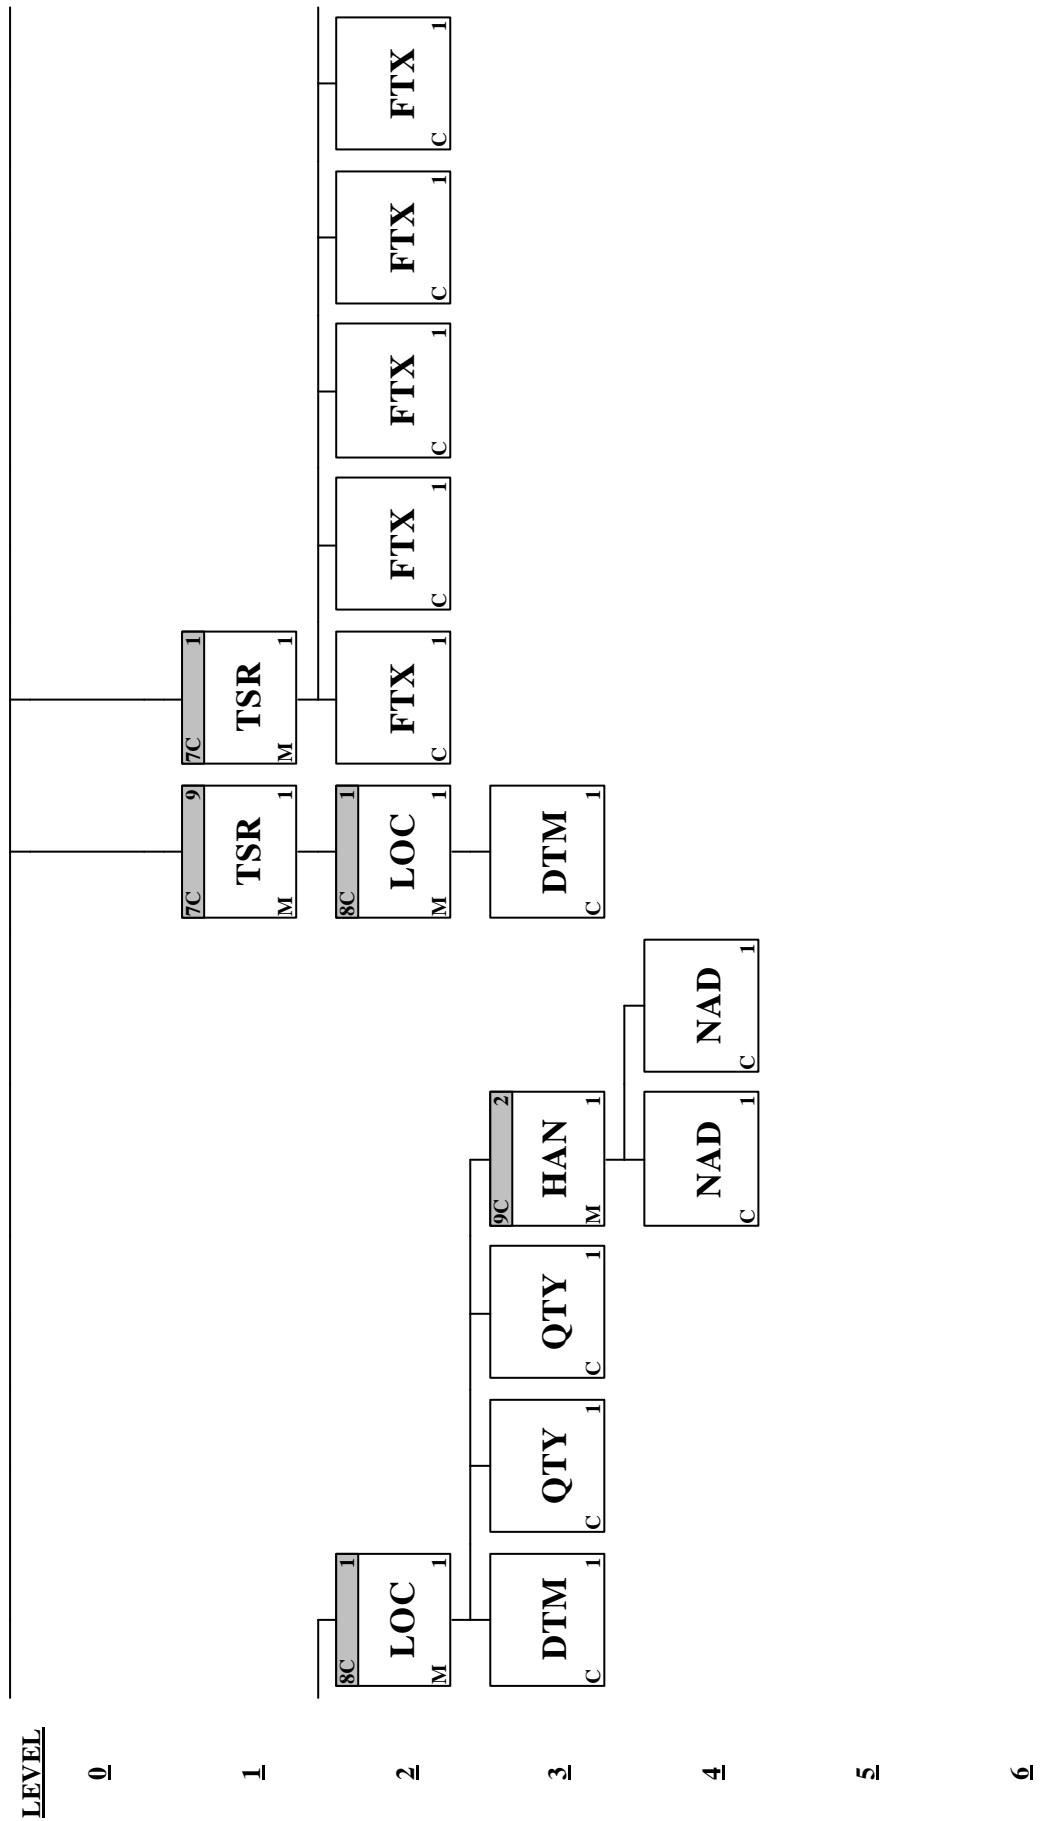 LEVEL
0
1
7C 9
TSR
M 1
7C 1
TSR
M 1
2
8C 1
LOC
M 1
8C 1
LOC
M 1
FTX
C 1
FTX
C 1
FTX
C 1
FTX
C 1
FTX
C 1
3
DTM
C 1
QTY
C 1
QTY
C 1
9C 2
HAN
M 1
DTM
C 1
4
NAD
C 1
NAD
C 1
5
6